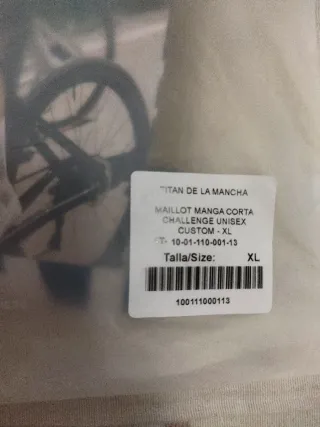 TITAN DE LA MANCHA
MAILLOT MANGA CORTA
CHALLENGE UNISEX
CUSTOM - XL
10-01-110-001-13
Talla/Size: XL
100111000113